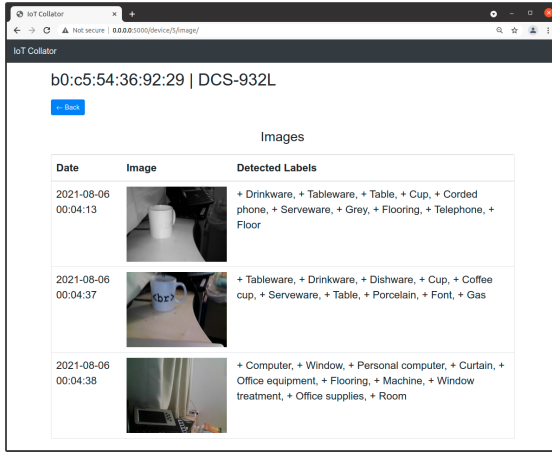 IoT Collator
Not secure | 0.0.0.0:5000/device/5/image/
IoT Collator
b0:c5:54:36:92:29 | DCS-932L
← Back
Images
Date Image Detected Labels
2021-08-06
00:04:13
+ Drinkware, + Tableware, + Table, + Cup, + Corded
phone, + Serveware, + Grey, + Flooring, + Telephone, +
Floor
2021-08-06
00:04:37
<br>
+ Tableware, + Drinkware, + Dishware, + Cup, + Coffee
cup, + Serveware, + Table, + Porcelain, + Font, + Gas
2021-08-06
00:04:38
+ Computer, + Window, + Personal computer, + Curtain, +
Office equipment, + Flooring, + Machine, + Window
treatment, + Office supplies, + Room